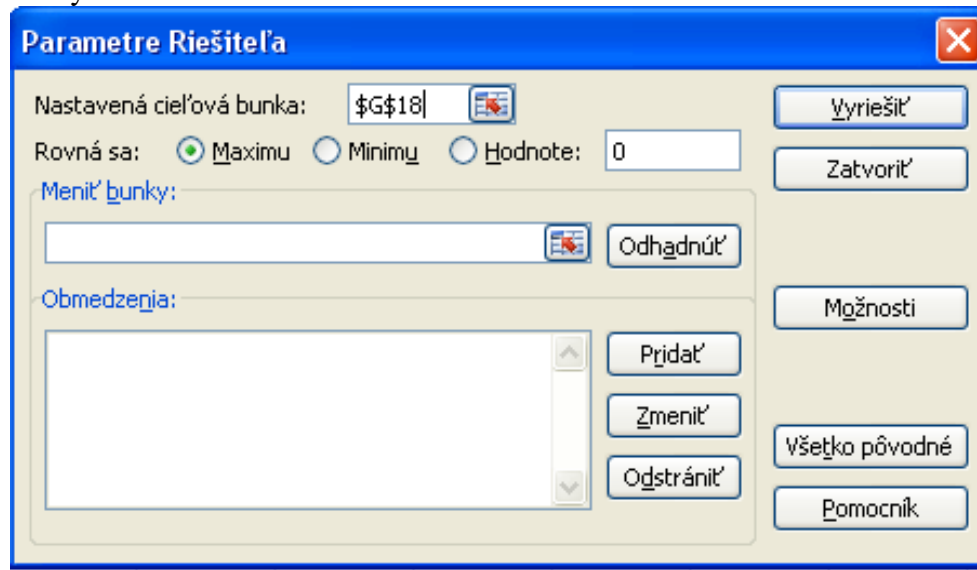 Parametre Riešiteľa
Nastavená cieľová bunka: $G$18
Vyriešiť
Rovná sa: Maximu Minimu Hodnote: 0
Zatvoriť
Meniť bunky:
Odhadnúť
Obmedzenia:
Možnosti
Pridať
Zmeniť
Všetko pôvodné
Odstrániť
Pomocník